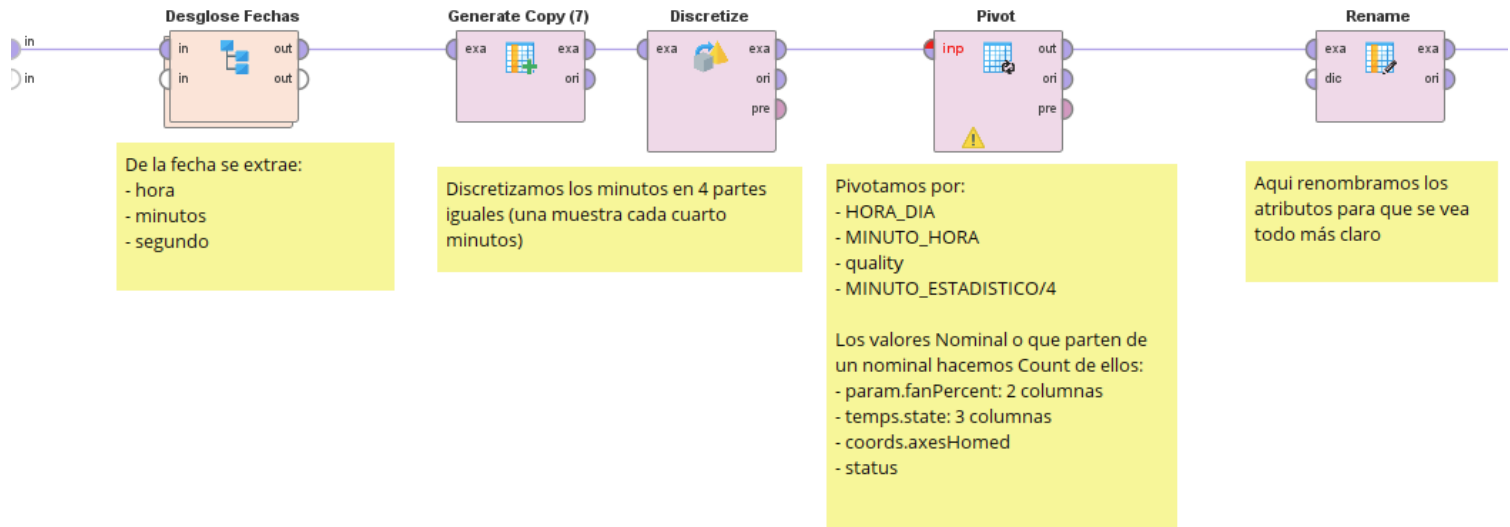 Desglose Fechas
in
in
in
in
out
out
De la fecha se extrae:
- hora
- minutos
- segundo
Generate Copy (7)
exa
exa
ori
Discretize
exa
exa
ori
pre
Discretizamos los minutos en 4 partes
iguales (una muestra cada cuarto
minutos)
Pivot
inp
out
ori
pre
Pivotamos por:
- HORA_DIA
- MINUTO_HORA
- quality
- MINUTO_ESTADISTICO/4
Los valores Nominal o que parten de
un nominal hacemos Count de ellos:
- param.fanPercent: 2 columnas
- temps.state: 3 columnas
- coords.axesHomed
- status
Rename
exa
exa
dic
ori
Aqui renombramos los
atributos para que se vea
todo más claro